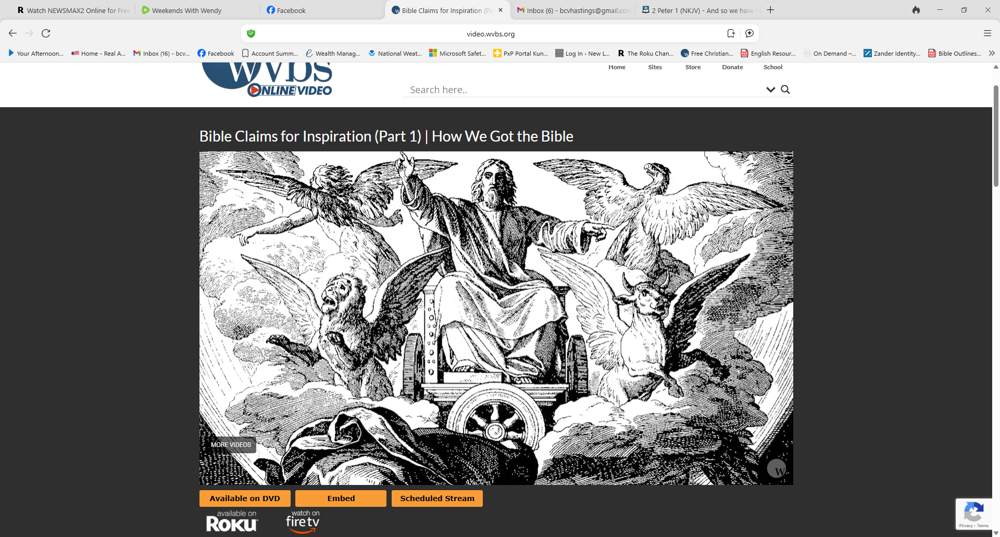 Watch NEWSMAX2 Online for Free
Weekends With Wendy
Facebook
Bible Claims for Inspiration (Pa
Inbox (6) - bcvhastings@gmail.com
2 Peter 1 (NKJV) - And so we have
video.wvbs.org
Your Afternoon...
Home - Real A...
Inbox (16) - bcv...
Facebook
Account Summ...
Wealth Manag...
National Weat...
Microsoft Safet...
PxP Portal Kun...
Log In ‹ New L...
The Roku Chan...
Free Christian...
English Resour...
On Demand –...
Zander Identity...
Bible Outlines...
wvbs
ONLINE VIDEO
Home
Sites
Store
Donate
School
Search here..
Bible Claims for Inspiration (Part 1) | How We Got the Bible
MORE VIDEOS
W
Available on DVD
Embed
Scheduled Stream
available on
Roku
watch on
fire tv
Privacy - Terms